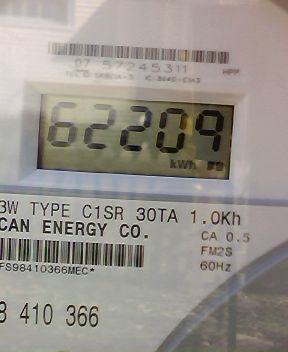 07 57245311
62209
kWh
3W TYPE C1SR 30TA 1.0Kh
CAN ENERGY CO.
CA 0.5
FM2S
FS98410366MEC*
60Hz
8 410 366